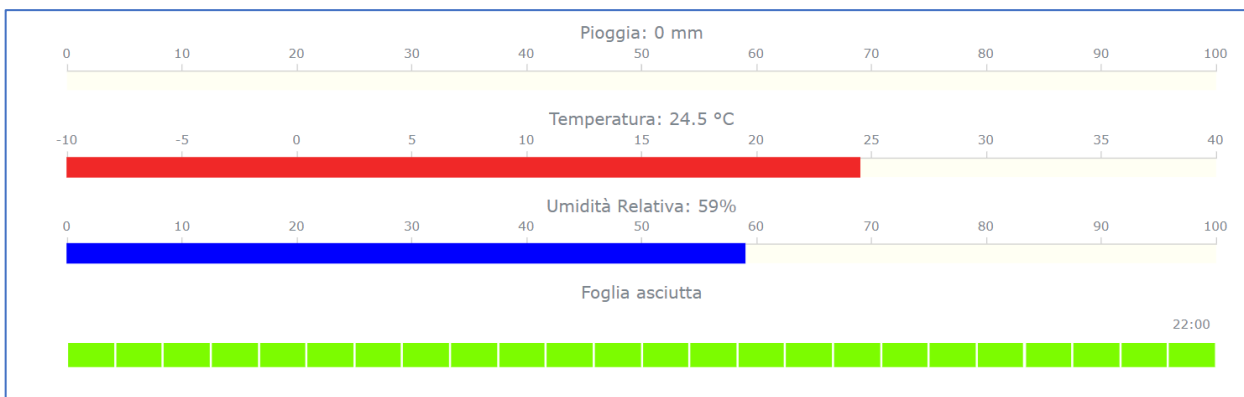 Pioggia: 0 mm
0 10 20 30 40 50 60 70 80 90 100
Temperatura: 24.5 °C
-10 -5 0 5 10 15 20 25 30 35 40
Umidità Relativa: 59%
0 10 20 30 40 50 60 70 80 90 100
Foglia asciutta
22:00